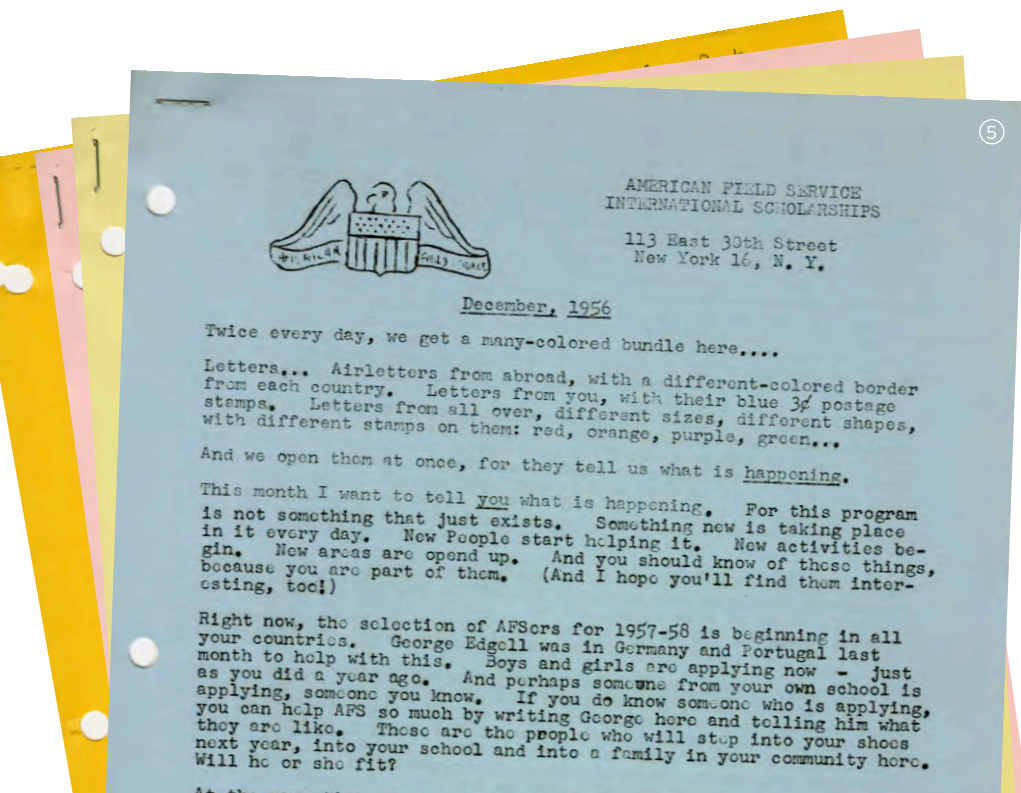 5
AMERICAN FIELD SERVICE
INTERNATIONAL SCHOLARSHIPS
113 East 30th Street
New York 16, N. Y.
AMERICAN FIELD SERVICE
December, 1956
Twice every day, we get a many-colored bundle here....
Letters... Airletters from abroad, with a different-colored border
from each country. Letters from you, with their blue 3¢ postage
stamps. Letters from all over, different sizes, different shapes,
with different stamps on them: red, orange, purple, green...
And we open them at once, for they tell us what is happening.
This month I want to tell you what is happening. For this program
is not something that just exists. Something new is taking place
in it every day. New People start helping it. New activities be-
gin. New areas are opend up. And you should know of these things,
because you are part of them. (And I hope you'll find them inter-
esting, too!)
Right now, the selection of AFSers for 1957-58 is beginning in all
your countries. George Edgell was in Germany and Portugal last
month to help with this. Boys and girls are applying now - just
as you did a year ago. And perhaps someone from your own school is
applying, someone you know. If you do know someone who is applying,
you can help AFS so much by writing George here and telling him what
they are like. These are the people who will step into your shoes
next year, into your school and into a family in your community here.
Will he or she fit?